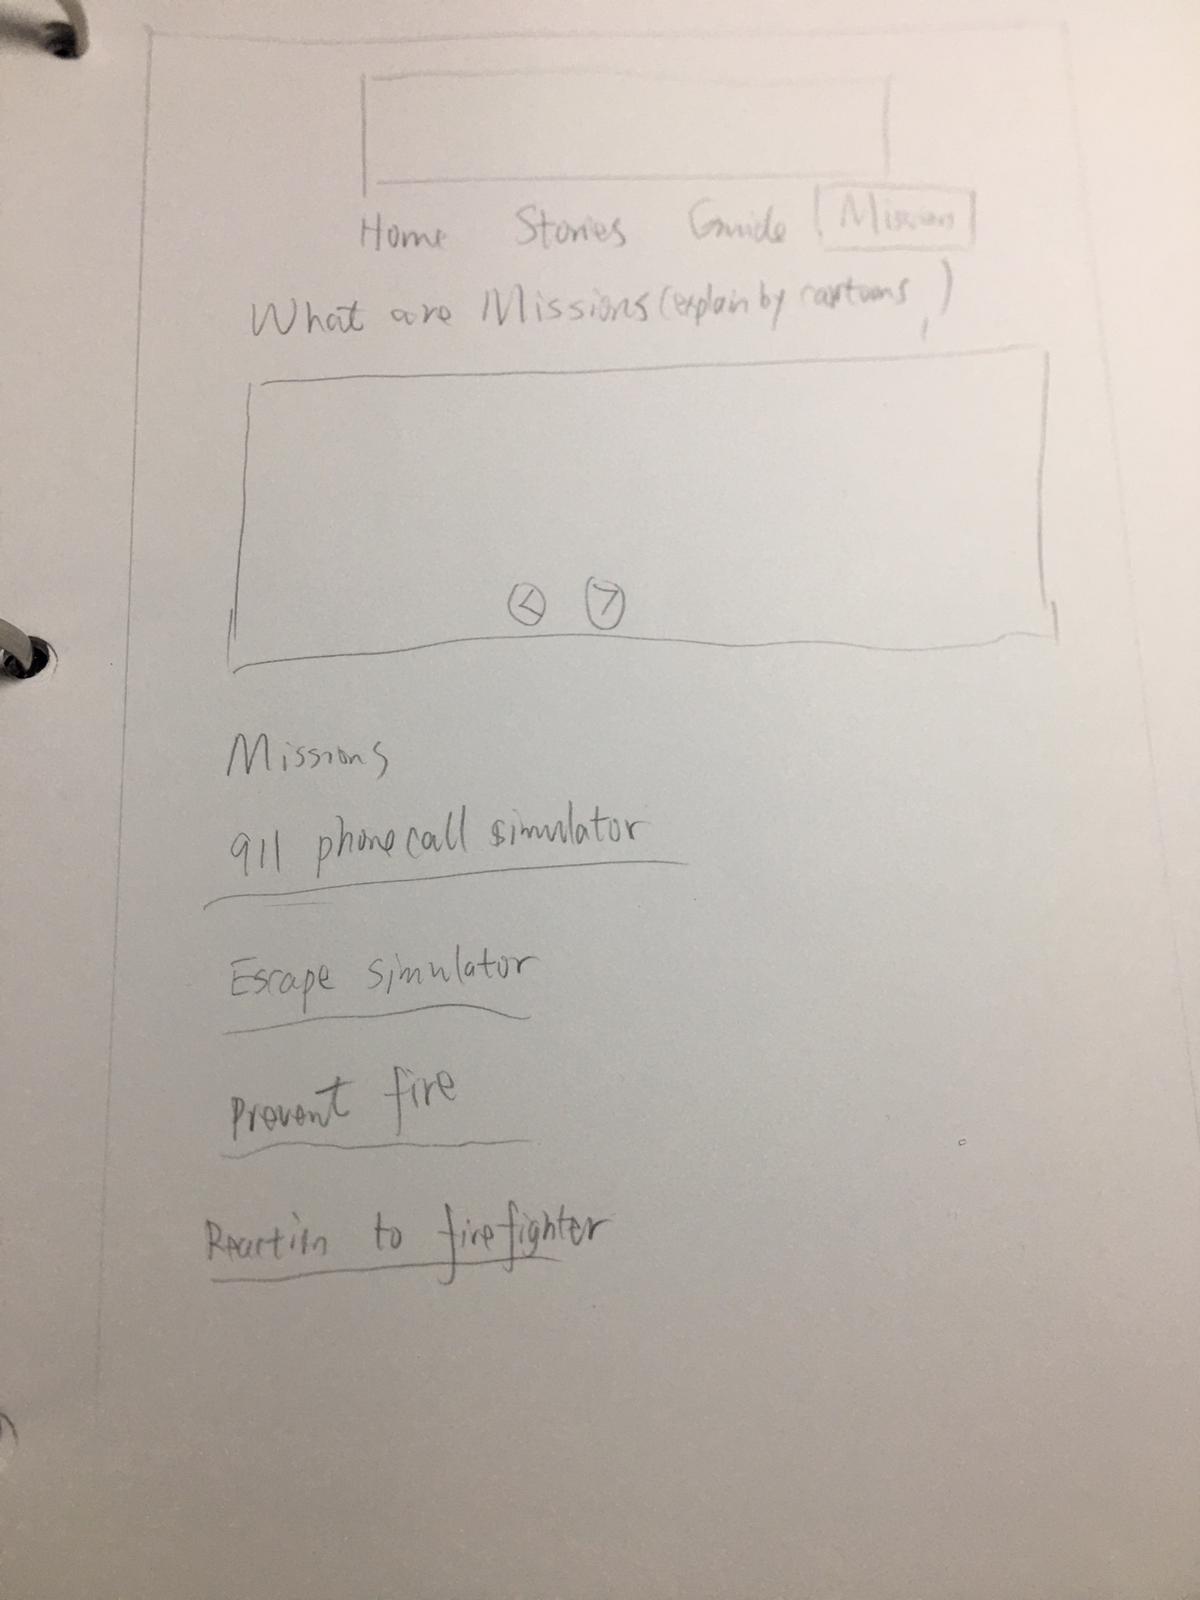 Home Stories Guide Missions
What are Missions (explain by cartoons,)
< >
Missions
911 phone call simulator
Escape simulator
Prevent fire
Reaction to firefighter